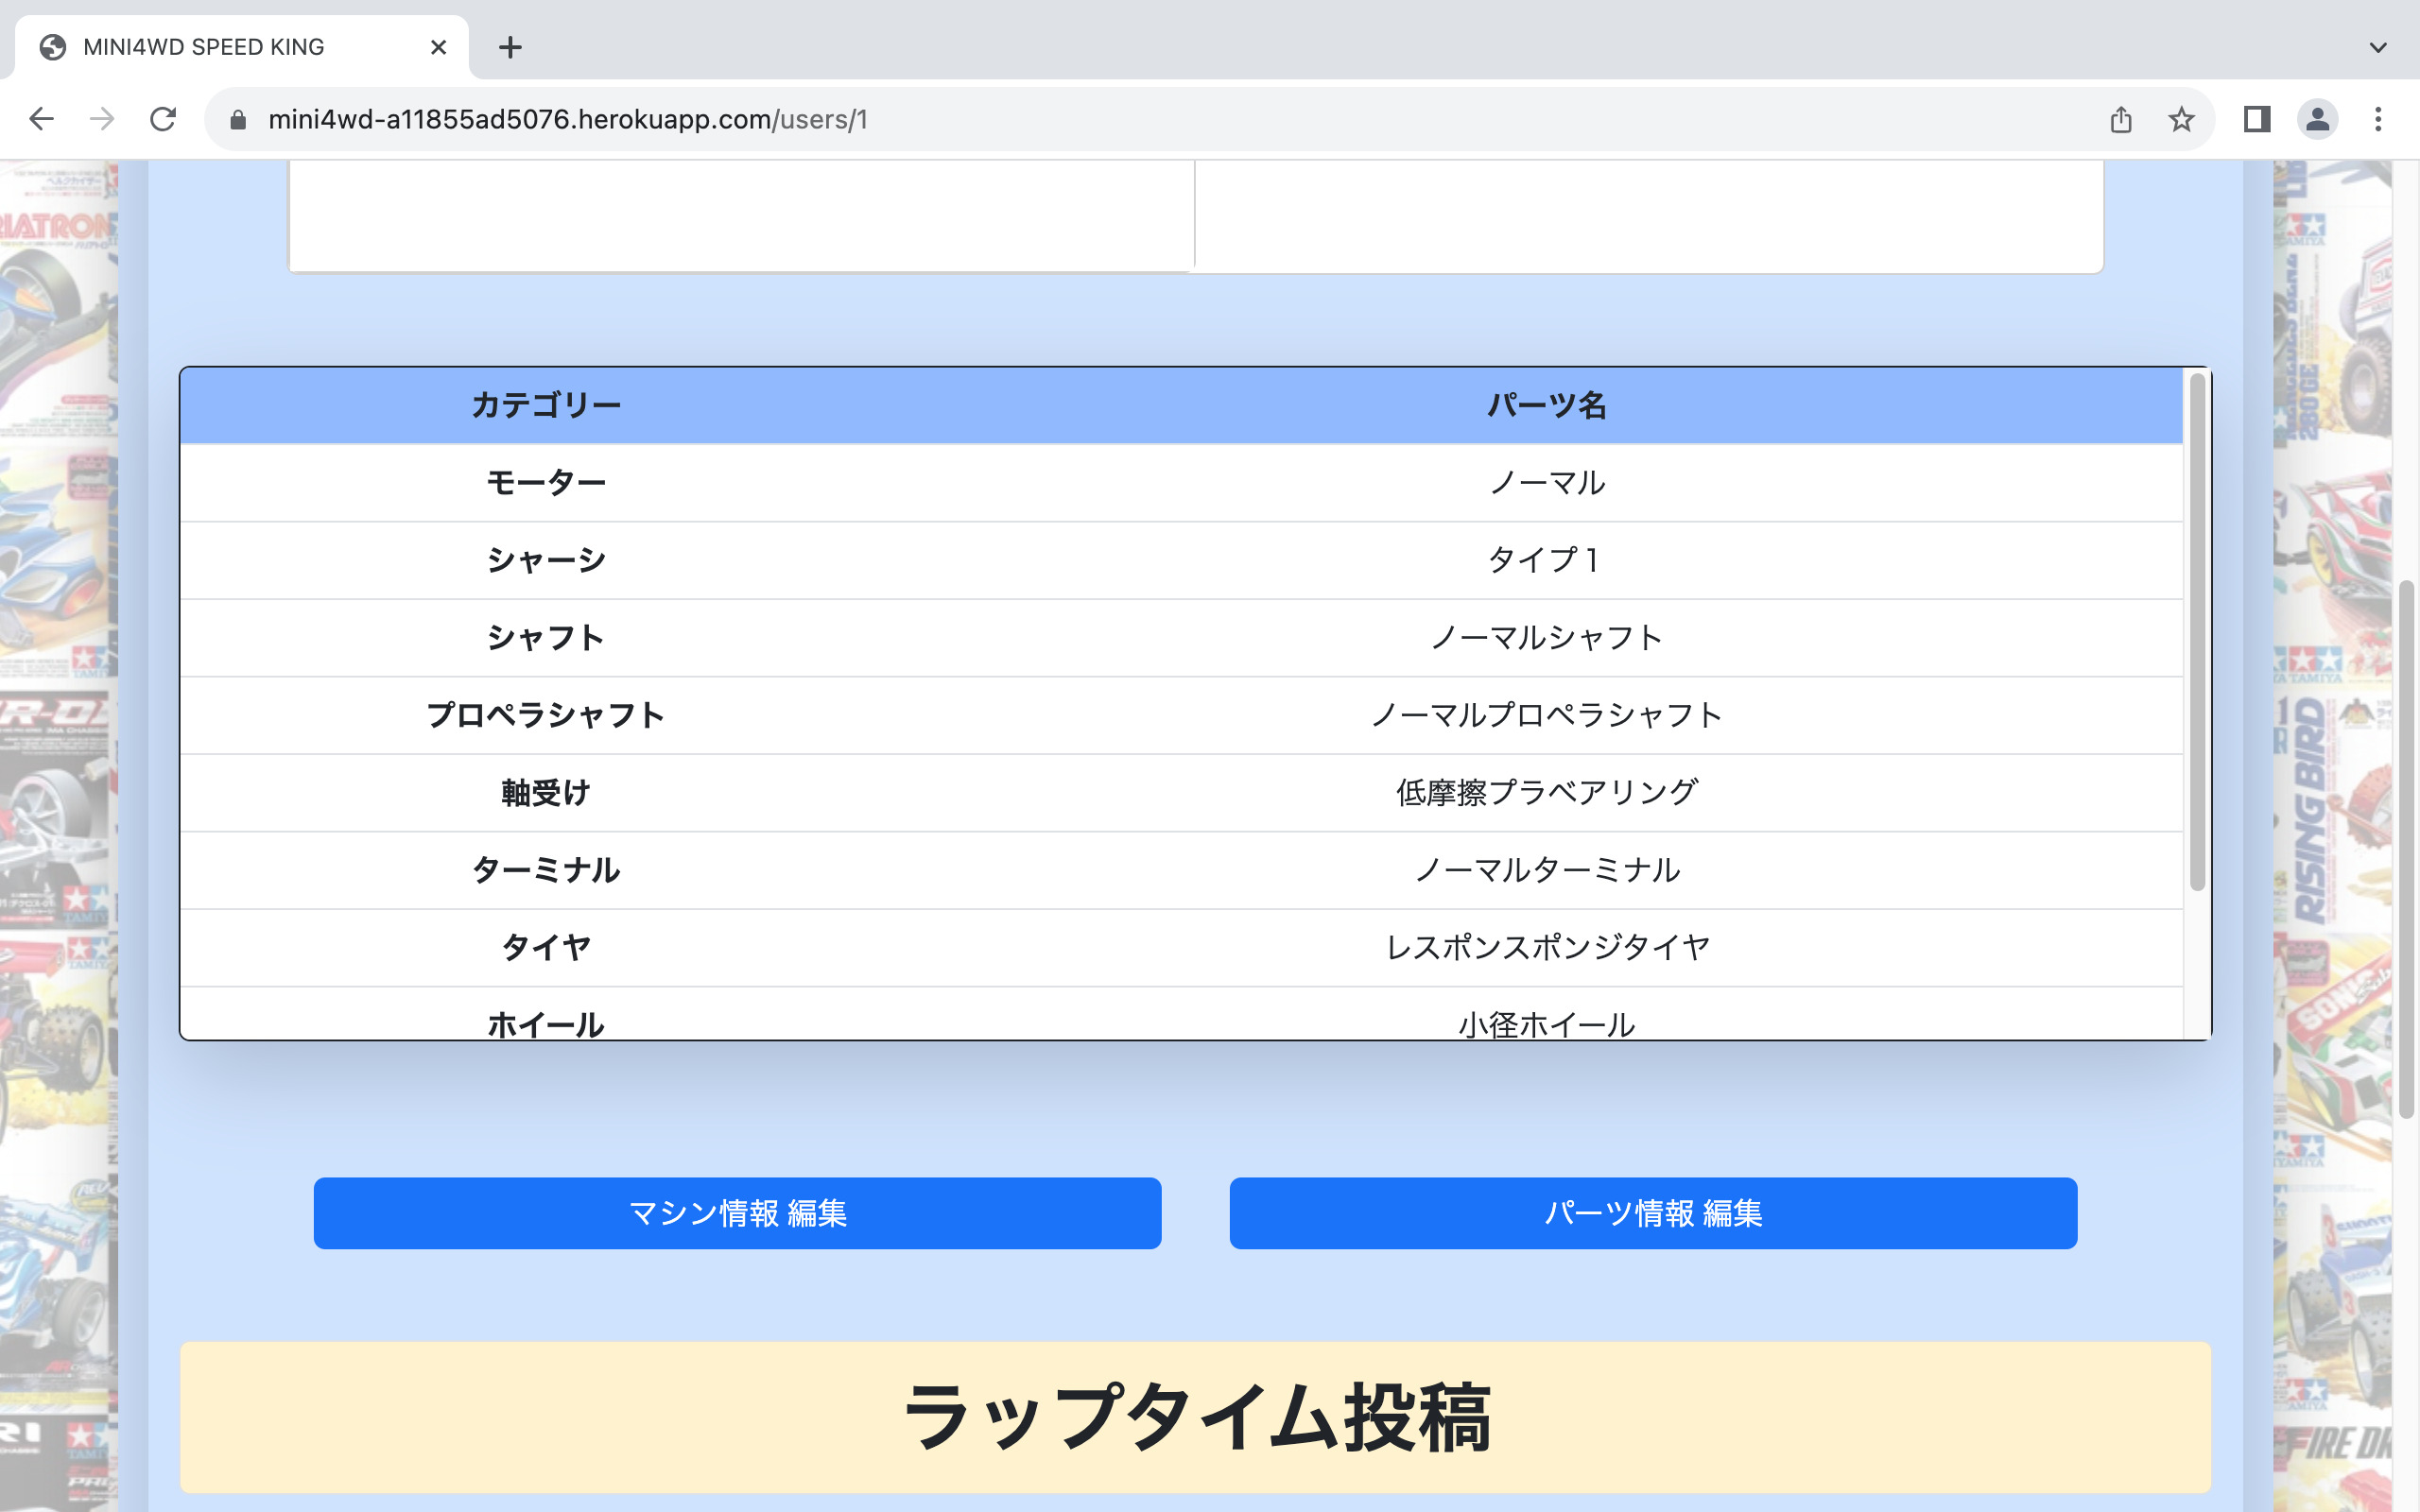 MINI4WD SPEED KING
mini4wd-a11855ad5076.herokuapp.com/users/1
カテゴリー パーツ名
モーター ノーマル
シャーシ タイプ1
シャフト ノーマルシャフト
プロペラシャフト ノーマルプロペラシャフト
軸受け 低摩擦プラベアリング
ターミナル ノーマルターミナル
タイヤ レスポンスポンジタイヤ
ホイール 小径ホイール
マシン情報 編集 パーツ情報 編集
ラップタイム投稿
TAMIYA
RISING BIRD